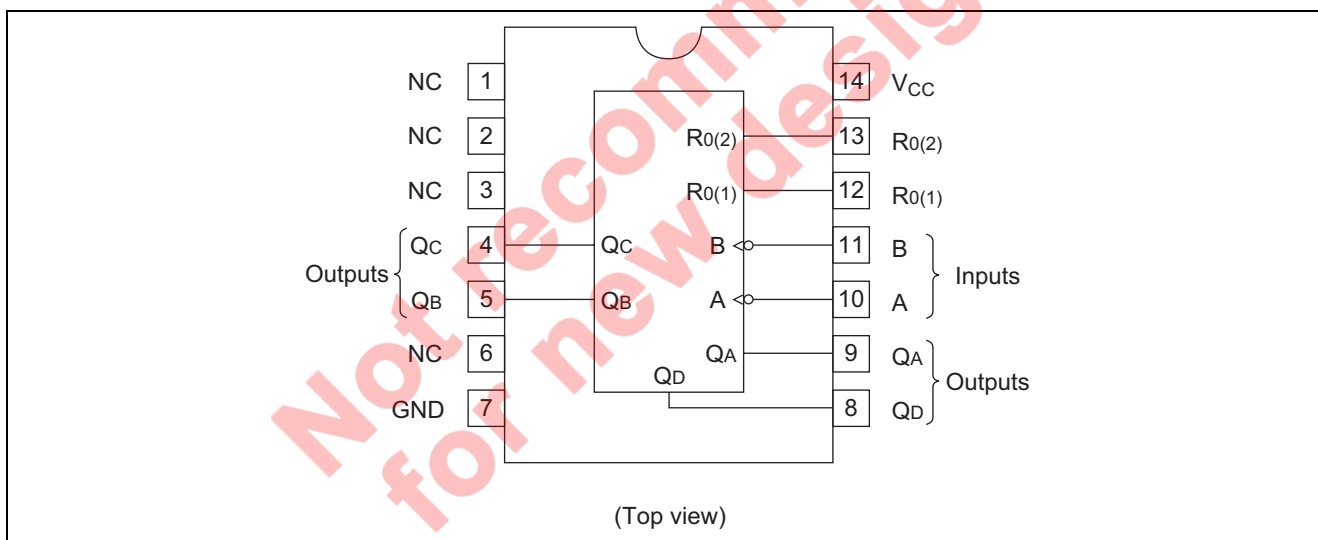 Not recomm
for new desig
NC 1 14 VCC
NC 2 R0(2) 13 R0(2)
NC 3 R0(1) 12 R0(1)
Outputs QC 4 QC B 11 B Inputs
QB 5 QB A 10 A
NC 6 QA 9 QA Outputs
GND 7 QD 8 QD
(Top view)